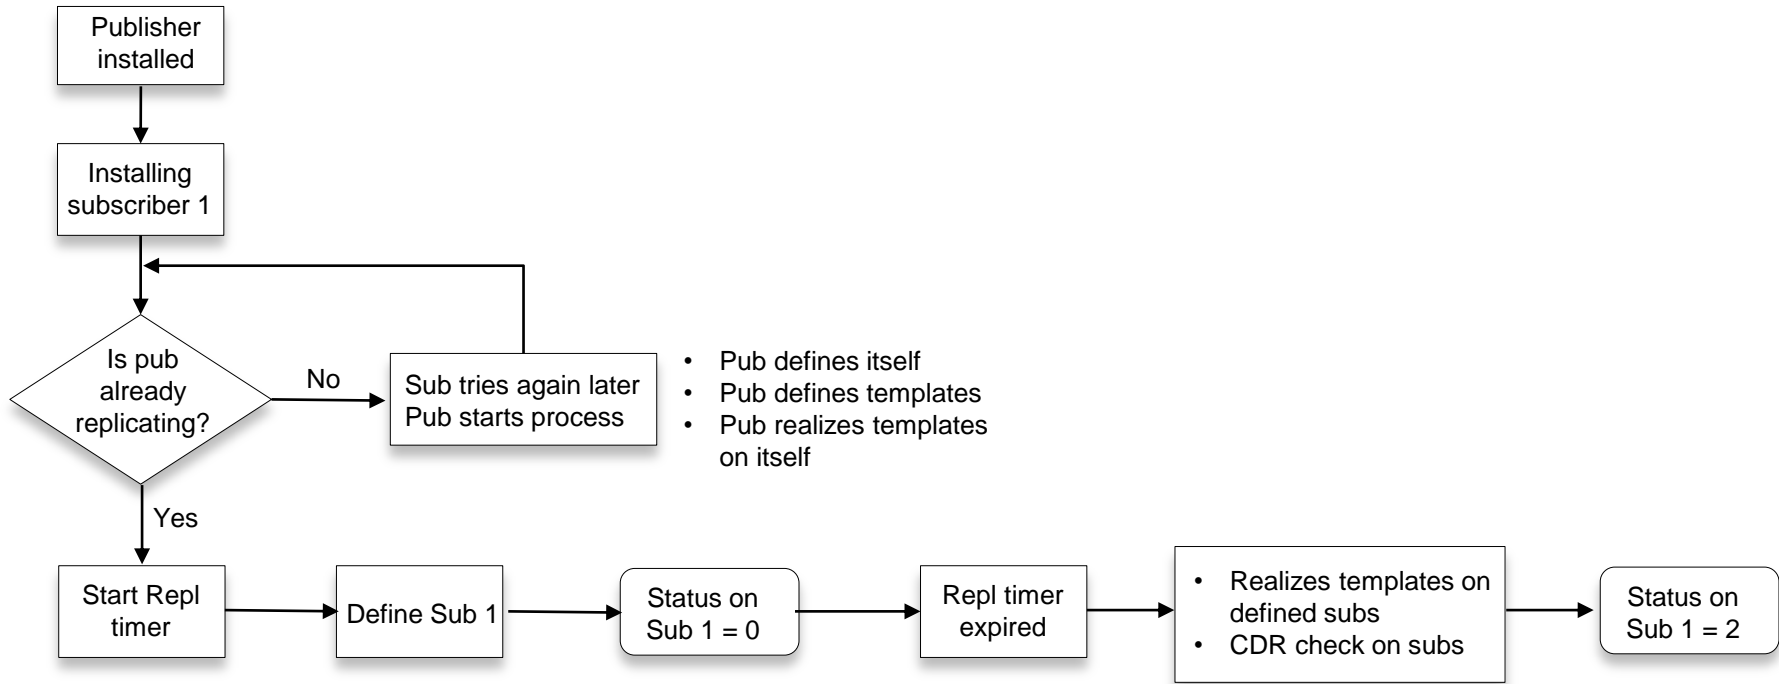 Publisher
installed
Installing
subscriber 1
Is pub
already
replicating?
No
Sub tries again later
Pub starts process
• Pub defines itself
• Pub defines templates
• Pub realizes templates
on itself
Yes
Start Repl
timer
Define Sub 1
Status on
Sub 1 = 0
Repl timer
expired
• Realizes templates on
defined subs
• CDR check on subs
Status on
Sub 1 = 2